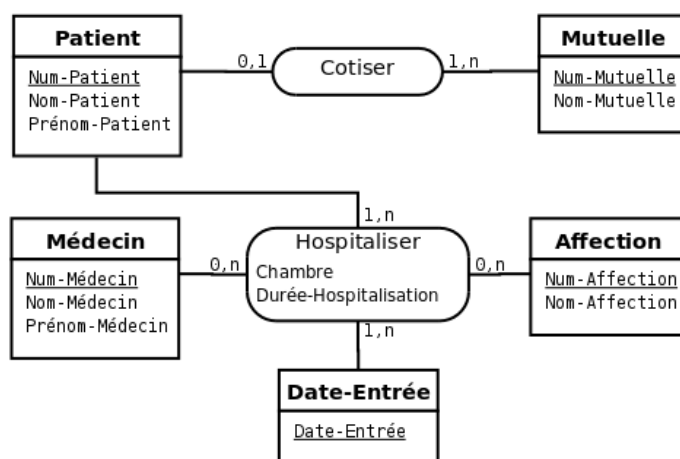 Patient
Num-Patient
Nom-Patient
Prénom-Patient
0,1
Cotiser
1,n
Mutuelle
Num-Mutuelle
Nom-Mutuelle
1,n
Médecin
Num-Médecin
Nom-Médecin
Prénom-Médecin
0,n
Hospitaliser
Chambre
Durée-Hospitalisation
0,n
Affection
Num-Affection
Nom-Affection
1,n
Date-Entrée
Date-Entrée